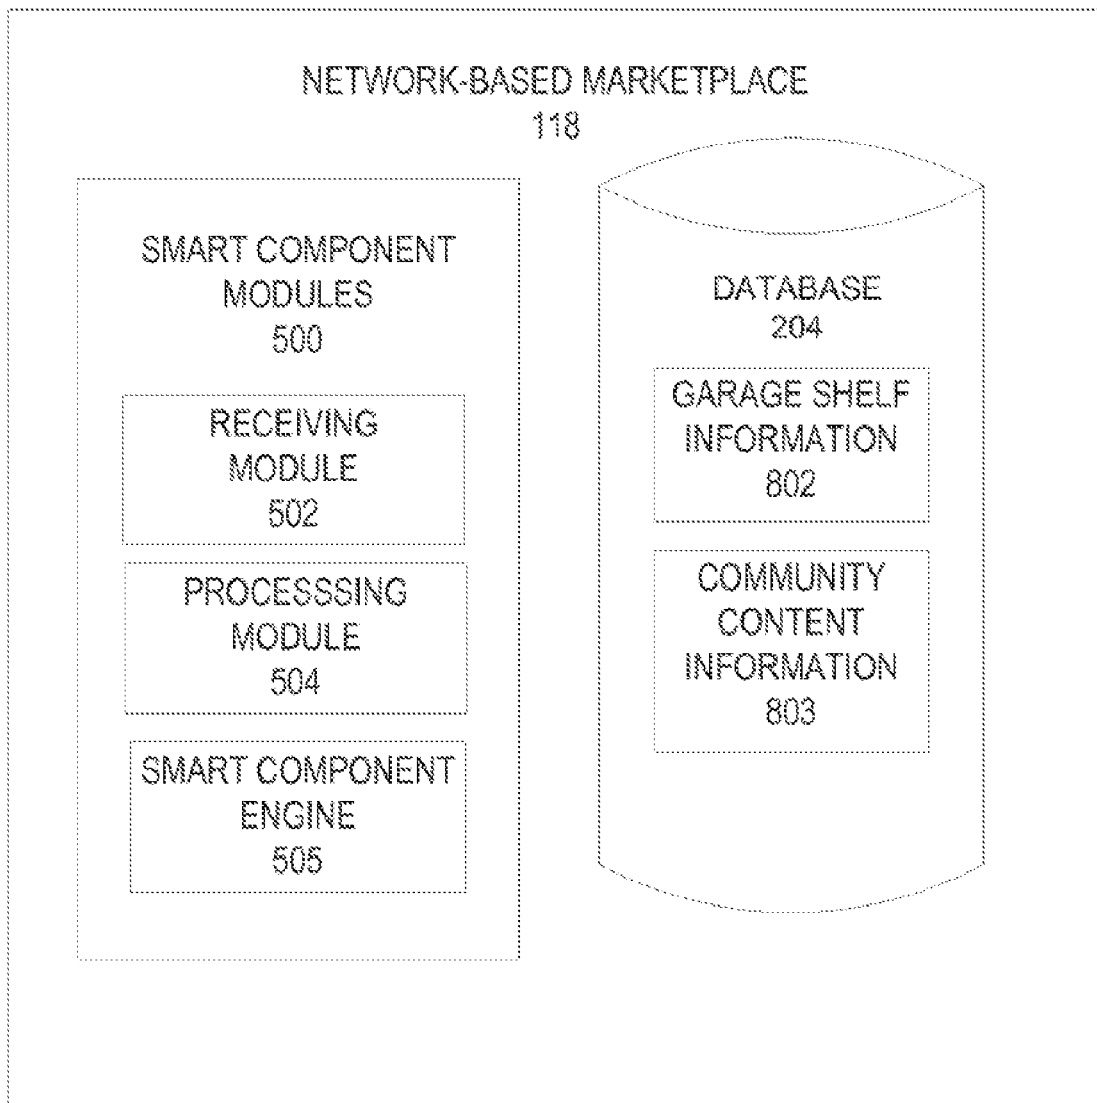 NETWORK-BASED MARKETPLACE
118
SMART COMPONENT
MODULES
500
RECEIVING
MODULE
502
PROCESSSING
MODULE
504
SMART COMPONENT
ENGINE
505
DATABASE
204
GARAGE SHELF
INFORMATION
802
COMMUNITY
CONTENT
INFORMATION
803